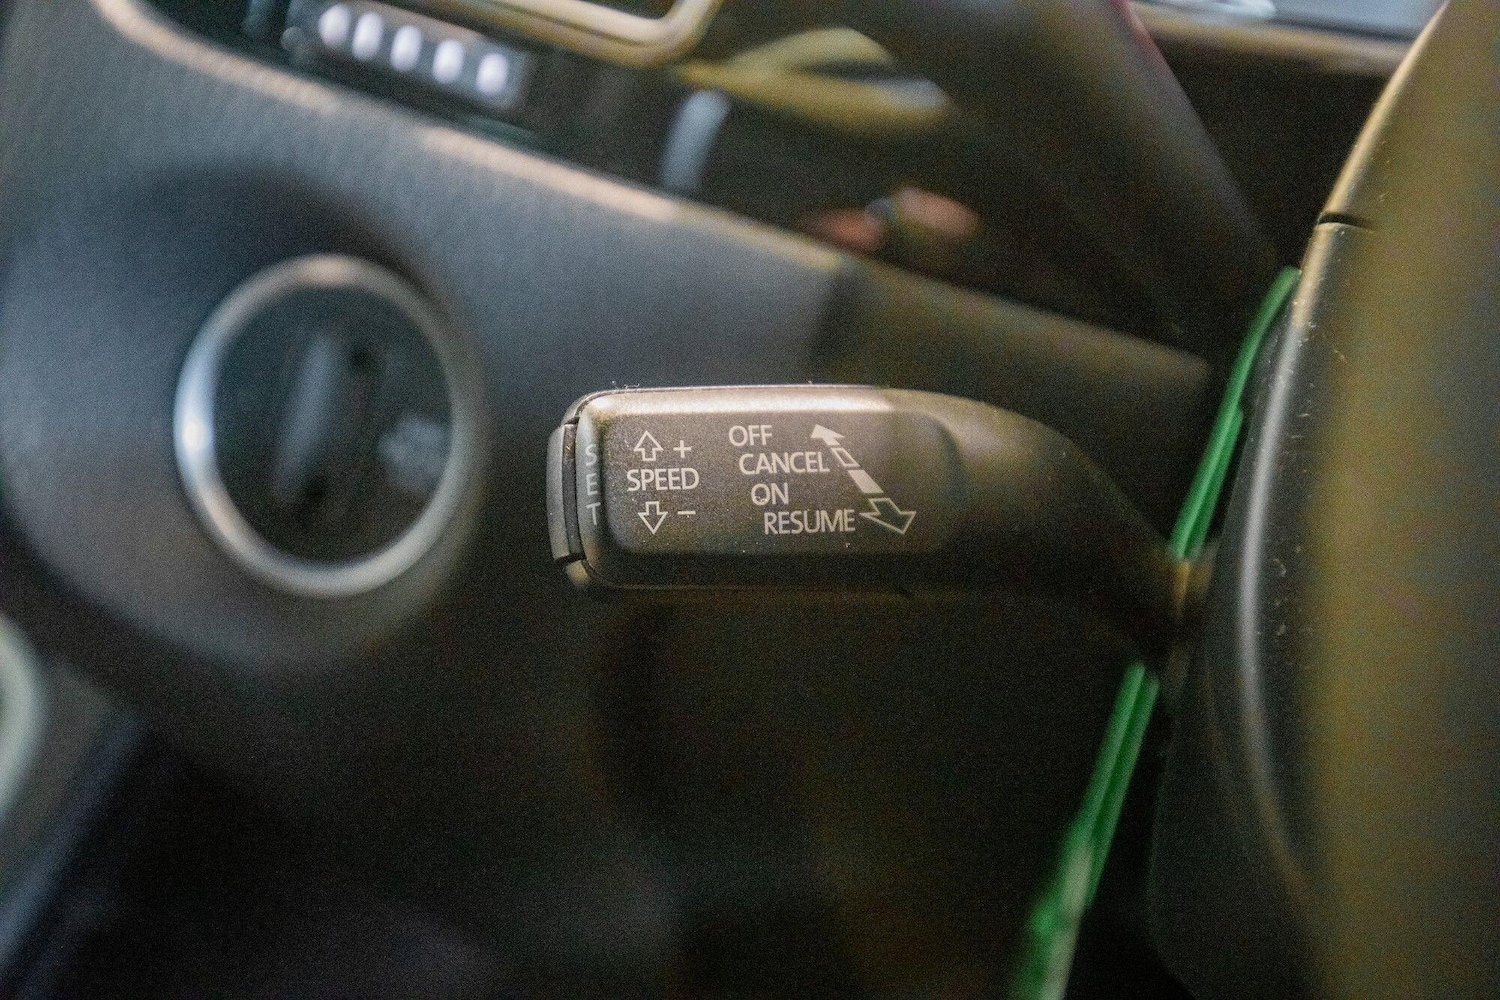 SET
+
SPEED
−
OFF
CANCEL
ON
RESUME